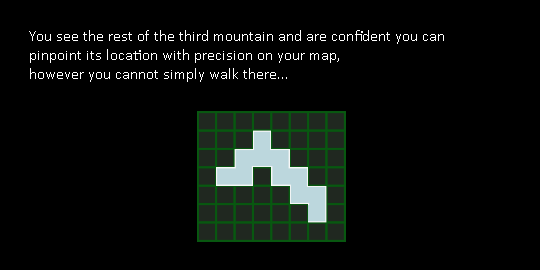 You see the rest of the third mountain and are confident you can
pinpoint its location with precision on your map,
however you cannot simply walk there...